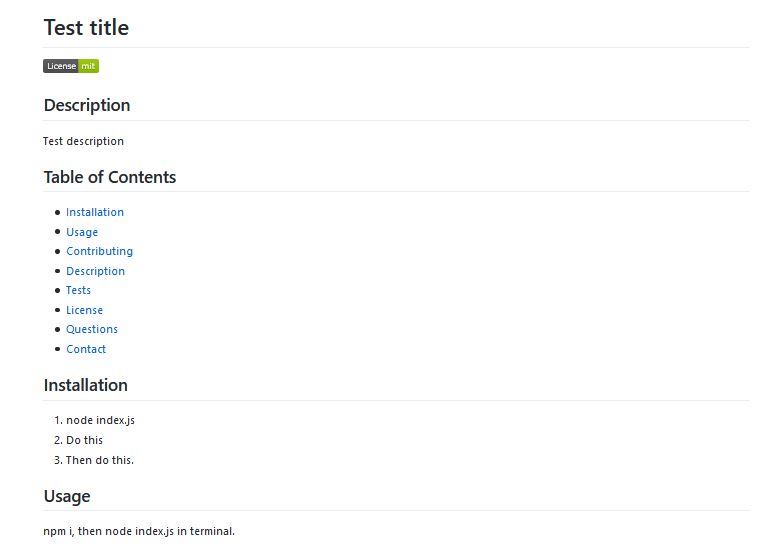 Test title
License mit
Description
Test description
Table of Contents
Installation
Usage
Contributing
Description
Tests
License
Questions
Contact
Installation
1. node index.js
2. Do this
3. Then do this.
Usage
npm i, then node index.js in terminal.